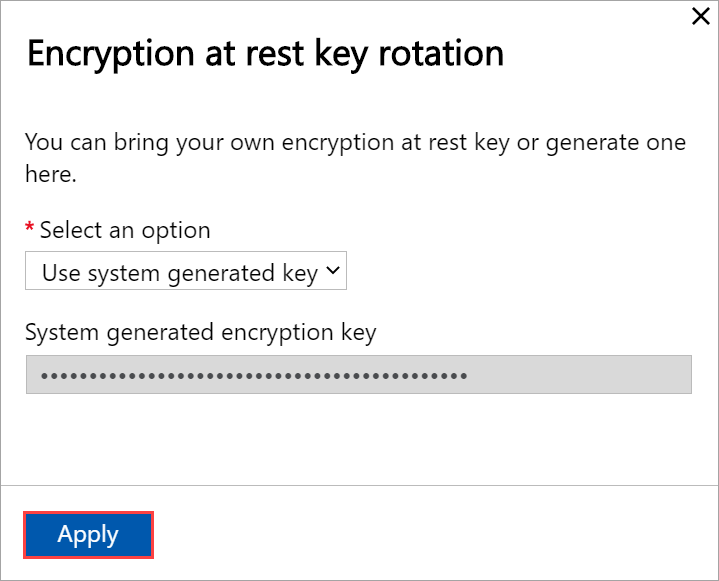 Encryption at rest key rotation
You can bring your own encryption at rest key or generate one
here.
* Select an option
Use system generated key
System generated encryption key
••••••••••••••••••••••••••••••••••••••••••••
Apply